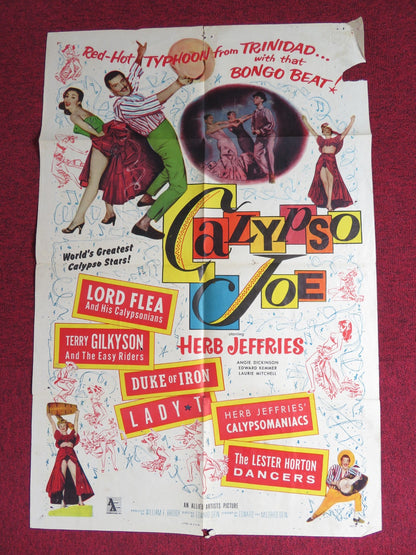 Red-Hot TYPHOON from TRINIDAD...
with that
BONGO BEAT!
CALYPSO
JOE
World's Greatest
Calypso Stars!
starring
HERB JEFFRIES
ANGIE DICKINSON
EDWARD KEMMER
LAURIE MITCHELL
LORD FLEA
And His Calypsonians
TERRY GILKYSON
And The Easy Riders
DUKE OF IRON
LADY * T
HERB JEFFRIES'
CALYPSOMANIACS
The LESTER HORTON
DANCERS
AN ALLIED ARTISTS PICTURE